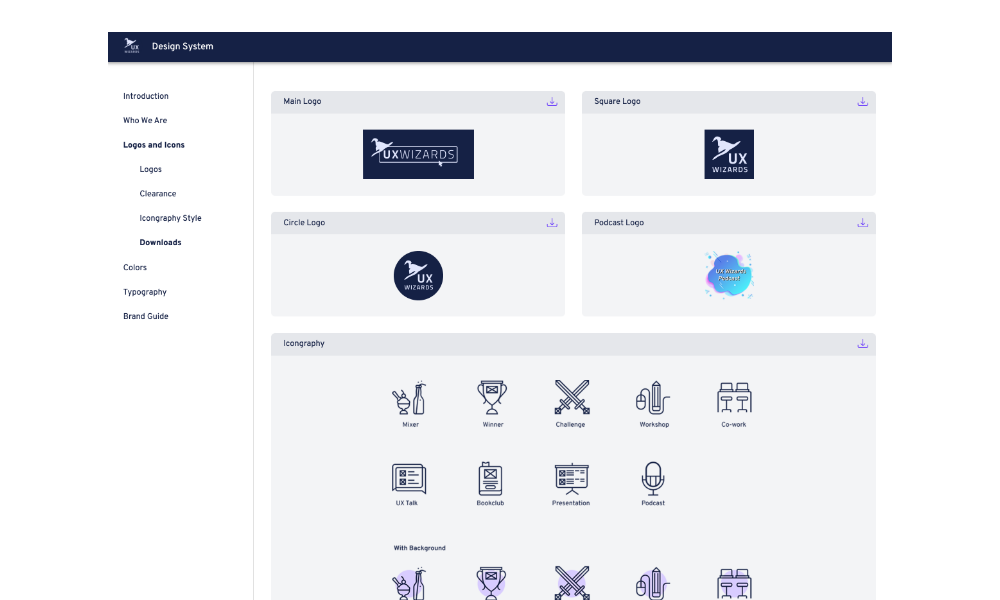 UX
WIZARDS
Design System
Introduction
Who We Are
Logos and Icons
Logos
Clearance
Icongraphy Style
Downloads
Colors
Typography
Brand Guide
Main Logo
UXWIZARDS
Square Logo
UX
WIZARDS
Circle Logo
UX
WIZARDS
Podcast Logo
UX Wizards
Podcast
Icongraphy
Mixer
Winner
Challenge
Workshop
Co-work
UX Talk
Bookclub
Presentation
Podcast
With Background